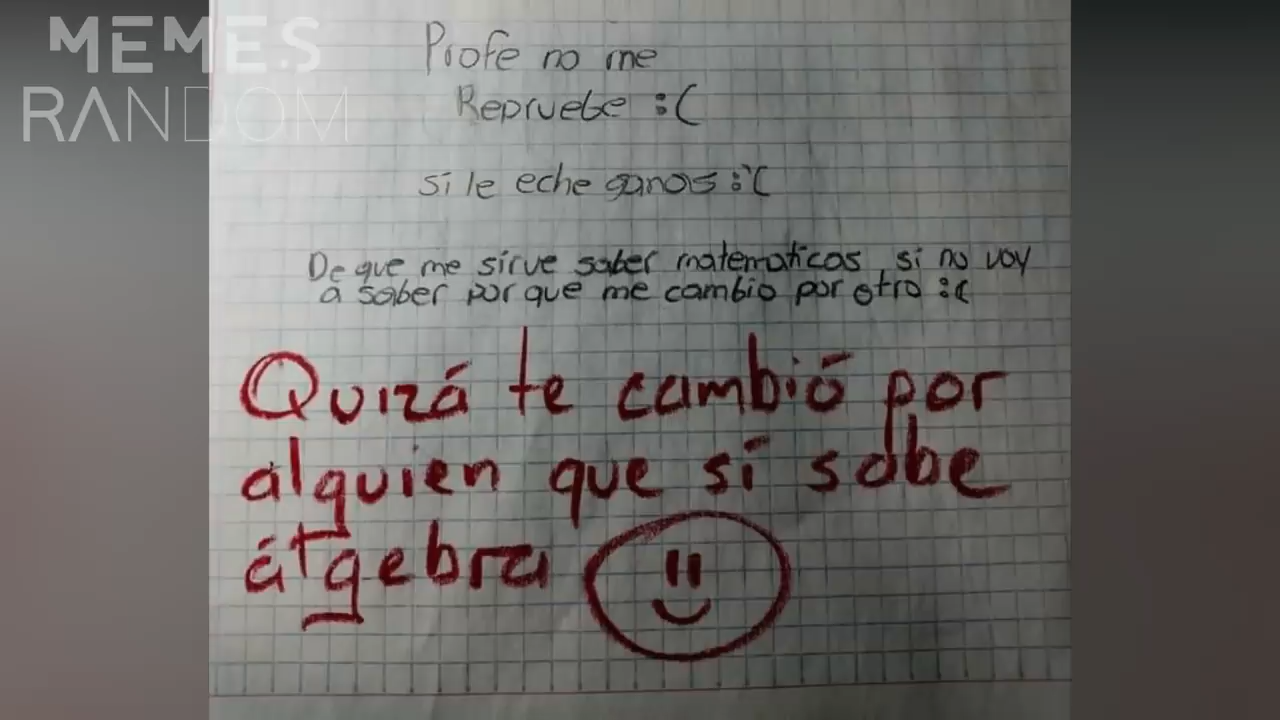 MEMES
RANDOM
Profe no me
Repruebe :(
si le eche ganas :'(
De que me sirve saber matematicas si no voy
a saber por que me cambio por otro :(
Quizá te cambió por
alguien que sí sabe
álgebra